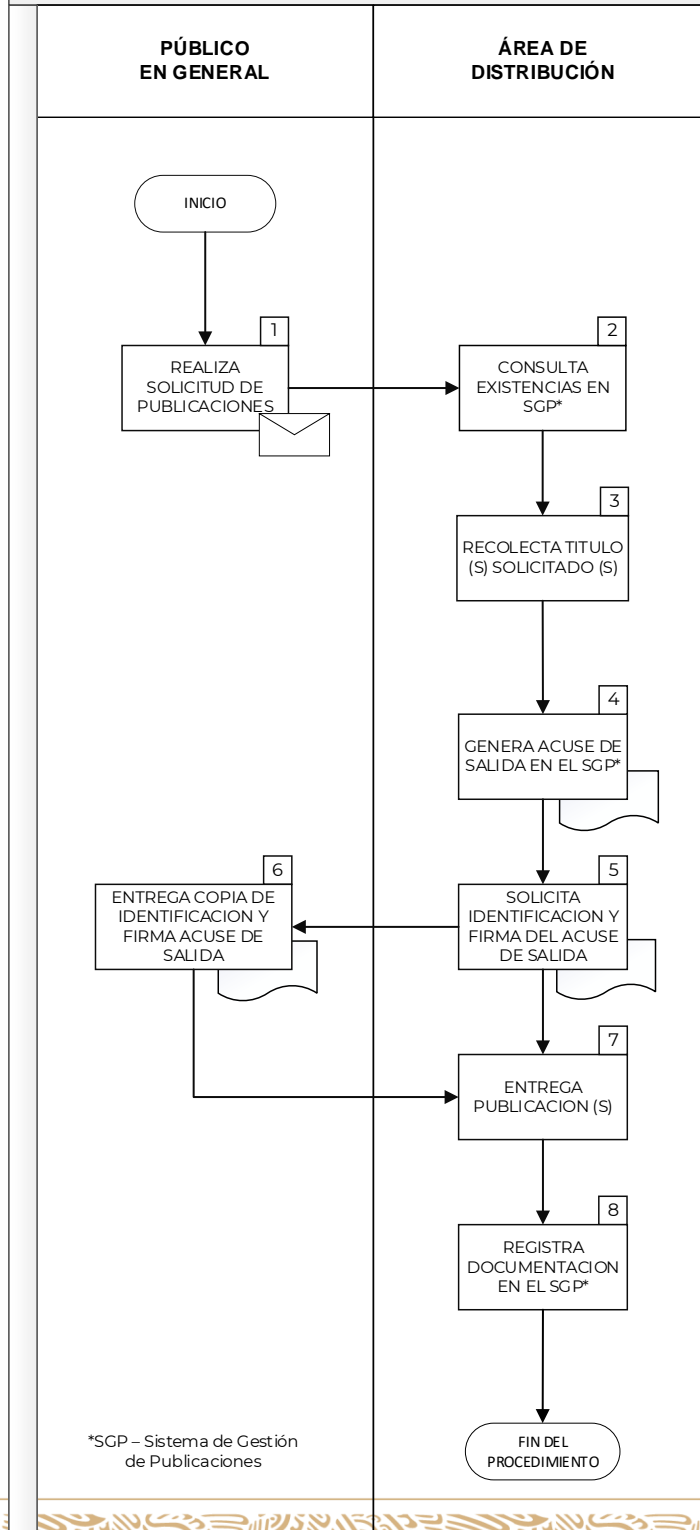 PÚBLICO
EN GENERAL
ÁREA DE
DISTRIBUCIÓN
INICIO
1
REALIZA
SOLICITUD DE
PUBLICACIONES
2
CONSULTA
EXISTENCIAS EN
SGP*
3
RECOLECTA TITULO
(S) SOLICITADO (S)
4
GENERA ACUSE DE
SALIDA EN EL SGP*
5
SOLICITA
IDENTIFICACION Y
FIRMA DEL ACUSE
DE SALIDA
6
ENTREGA COPIA DE
IDENTIFICACION Y
FIRMA ACUSE DE
SALIDA
7
ENTREGA
PUBLICACION (S)
8
REGISTRA
DOCUMENTACION
EN EL SGP*
FIN DEL
PROCEDIMIENTO
*SGP – Sistema de Gestión
de Publicaciones